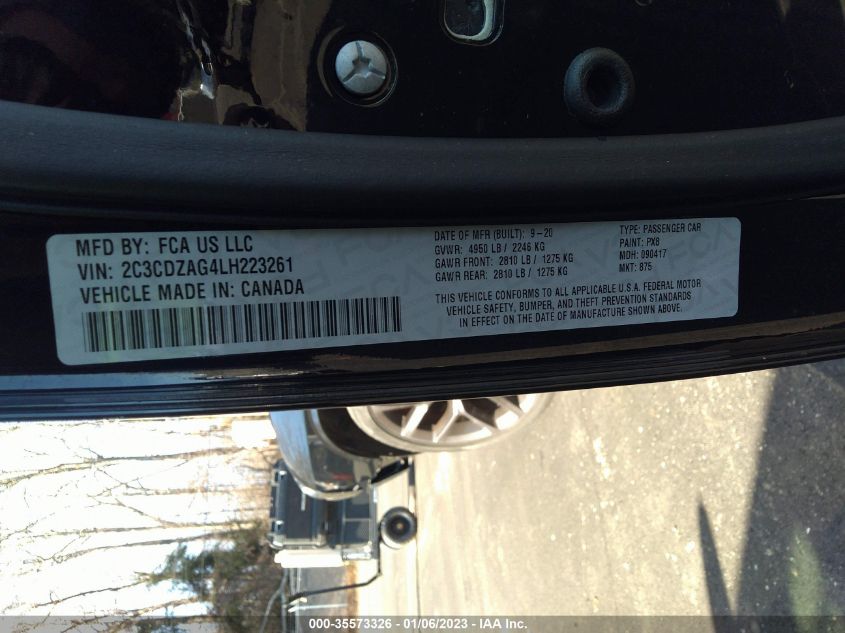 MFD BY: FCA US LLC
VIN: 2C3CDZAG4LH223261
VEHICLE MADE IN: CANADA
DATE OF MFR (BUILT): 9-20
GVWR: 4950 LB / 2246 KG
GAWR FRONT: 2810 LB / 1275 KG
GAWR REAR: 2810 LB / 1275 KG
TYPE: PASSENGER CAR
PAINT: PX8
MDH: 090417
MKT: 875
THIS VEHICLE CONFORMS TO ALL APPLICABLE U.S.A. FEDERAL MOTOR
VEHICLE SAFETY, BUMPER, AND THEFT PREVENTION STANDARDS
IN EFFECT ON THE DATE OF MANUFACTURE SHOWN ABOVE.
000-35573326 - 01/06/2023 - IAA Inc.